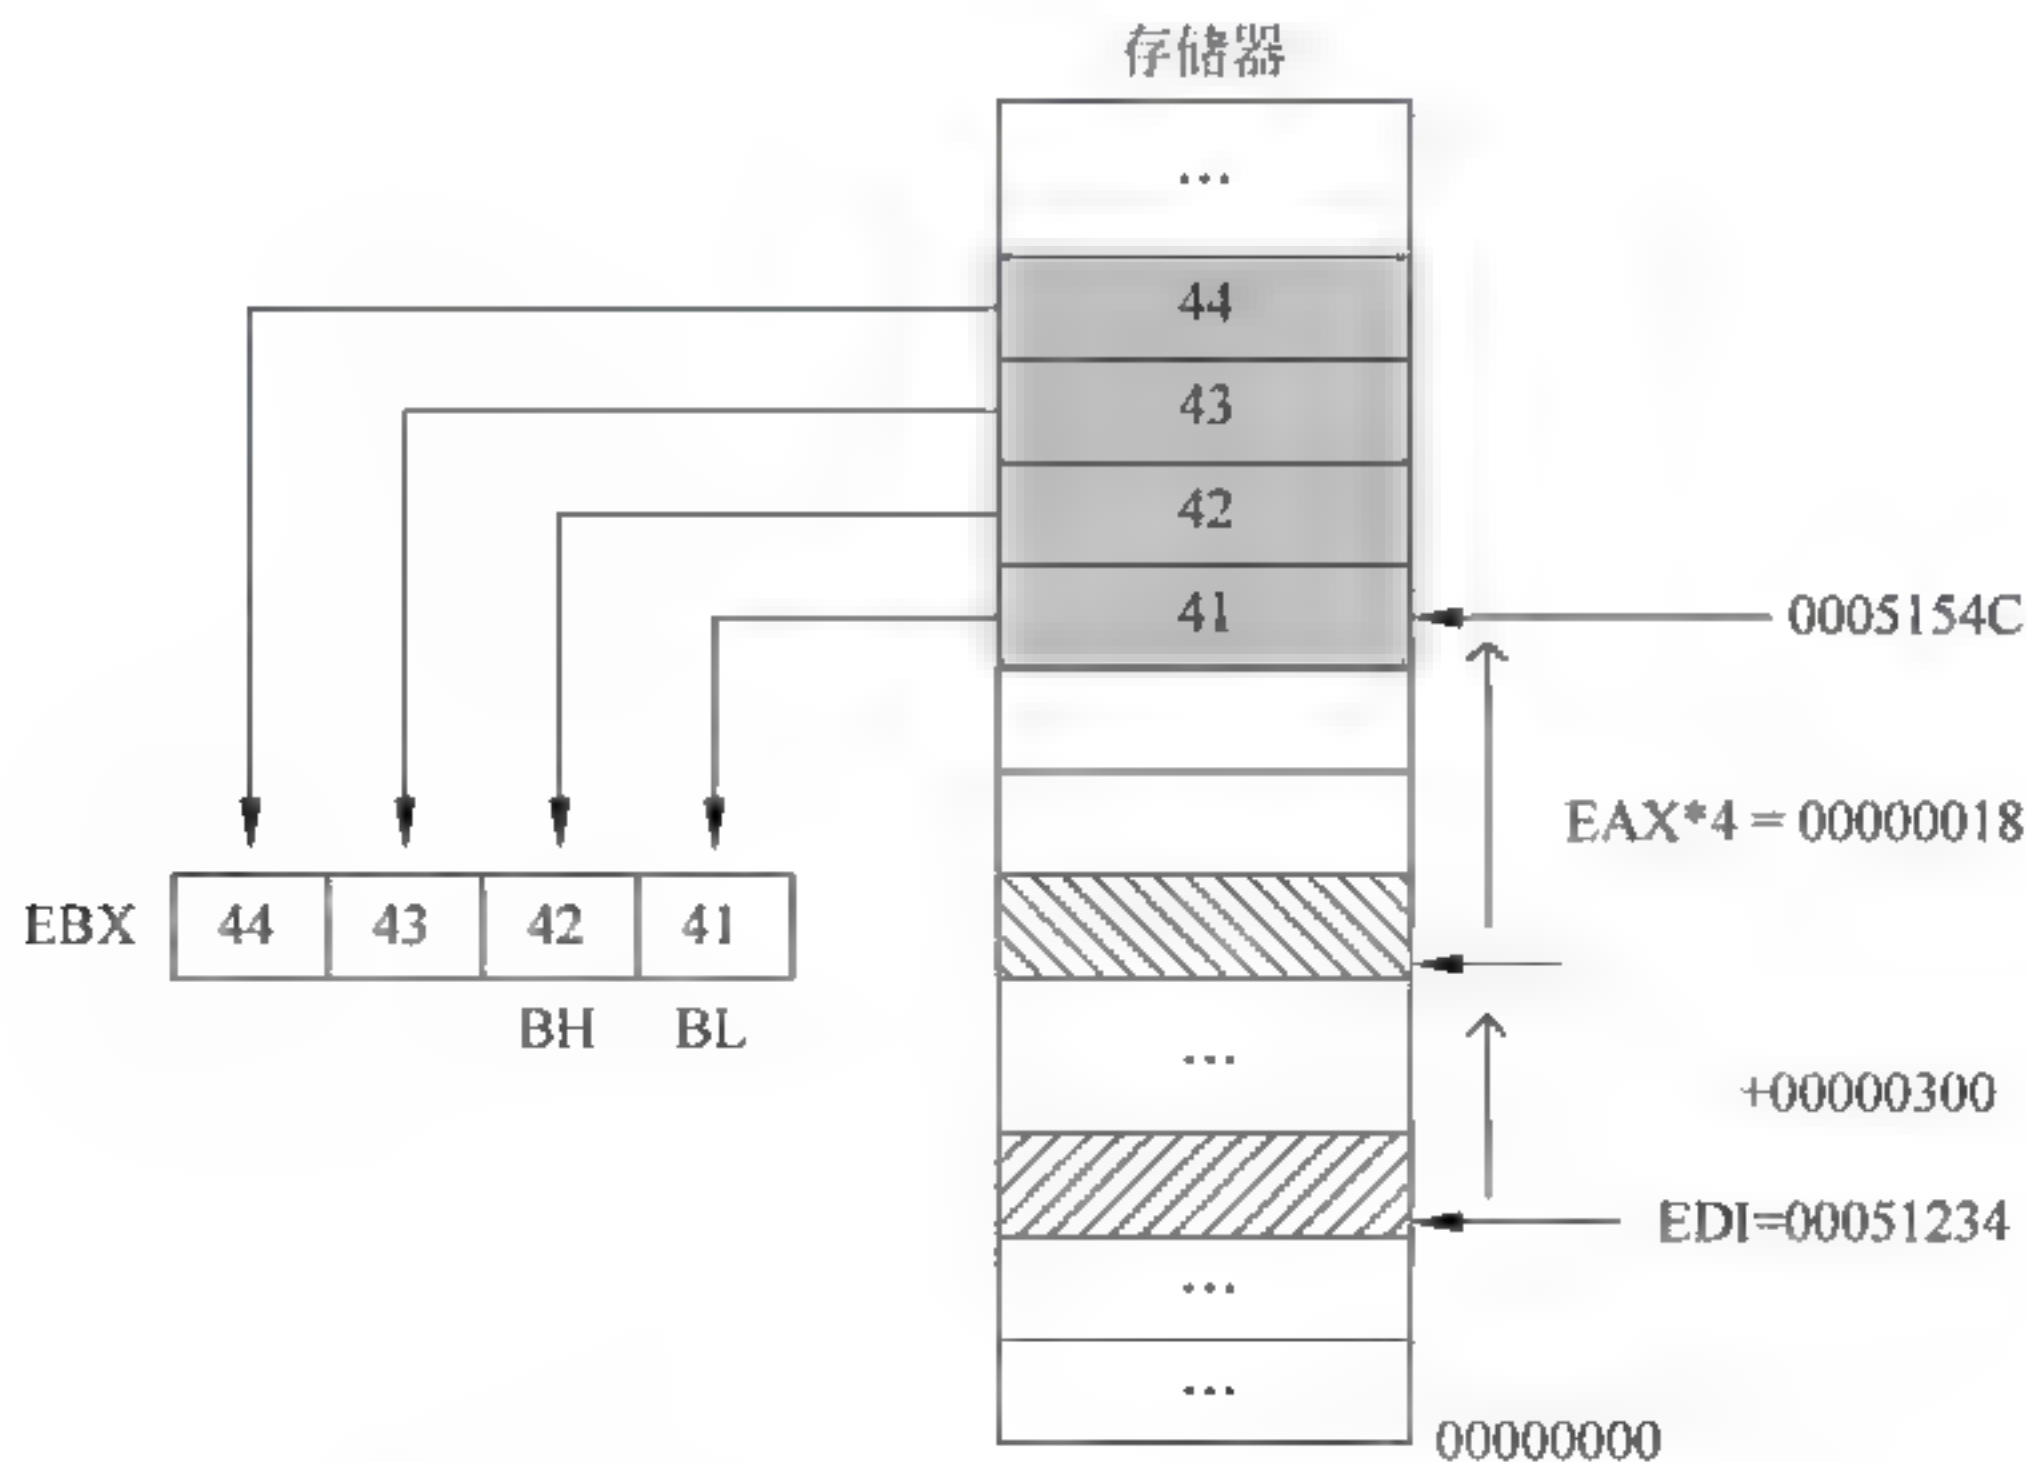 存储器
...
44
43
42
41
0005154C
EAX*4 = 00000018
EBX 44 43 42 41
BH BL
...
+00000300
EDI=00051234
...
...
00000000